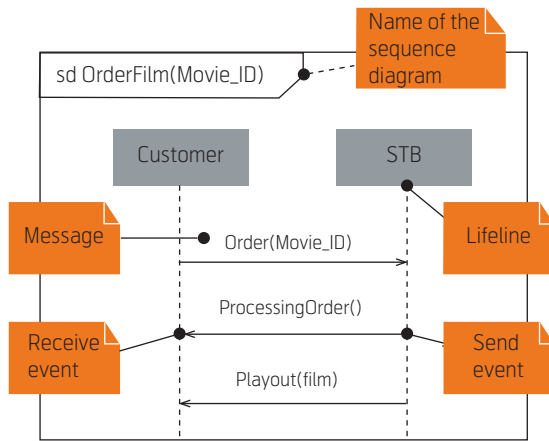 Name of the
sequence
diagram
sd OrderFilm(Movie_ID)
Customer
STB
Message
Order(Movie_ID)
Lifeline
ProcessingOrder()
Receive
event
Send
event
Playout(film)